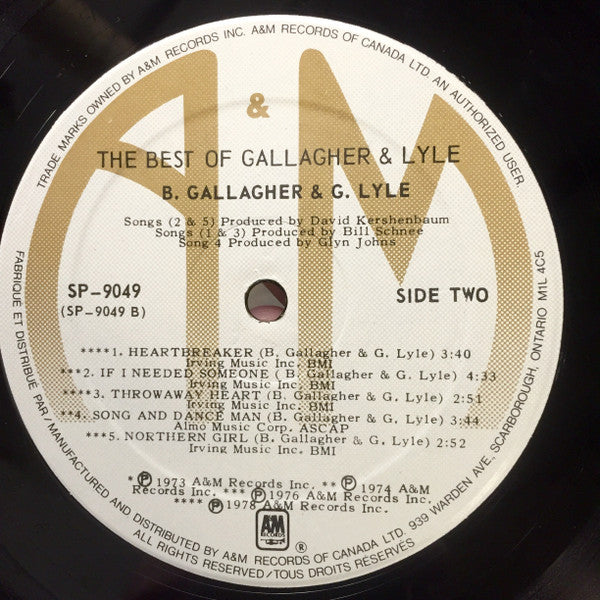 TRADE MARKS OWNED BY A&M RECORDS INC. A&M RECORDS OF CANADA LTD. AN AUTHORIZED USER
A & M
THE BEST OF GALLAGHER & LYLE
B. GALLAGHER & G. LYLE
Songs (2 & 5) Produced by David Kershenbaum
Songs (1 & 3) Produced by Bill Schnee
Song 4 Produced by Glyn Johns
SP-9049
(SP-9049 B)
SIDE TWO
****1. HEARTBREAKER (B. Gallagher & G. Lyle) 3:40
Irving Music Inc. BMI
***2. IF I NEEDED SOMEONE (B. Gallagher & G. Lyle) 4:33
Irving Music Inc. BMI
****3. THROWAWAY HEART (B. Gallagher & G. Lyle) 2:51
Irving Music Inc. BMI
**4. SONG AND DANCE MAN (B. Gallagher & G. Lyle) 3:44
Almo Music Corp. ASCAP
***5. NORTHERN GIRL (B. Gallagher & G. Lyle) 2:52
Irving Music Inc. BMI
* Ⓟ 1973 A&M Records Inc. ** Ⓟ 1974 A&M
Records Inc. *** Ⓟ 1976 A&M Records Inc.
**** Ⓟ 1978 A&M Records Inc.
A&M RECORDS ®
FABRIQUÉ ET DISTRIBUÉ PAR/MANUFACTURED AND DISTRIBUTED BY A&M RECORDS OF CANADA LTD. 939 WARDEN AVE., SCARBOROUGH, ONTARIO M1L 4C5
ALL RIGHTS RESERVED/TOUS DROITS RÉSERVÉS